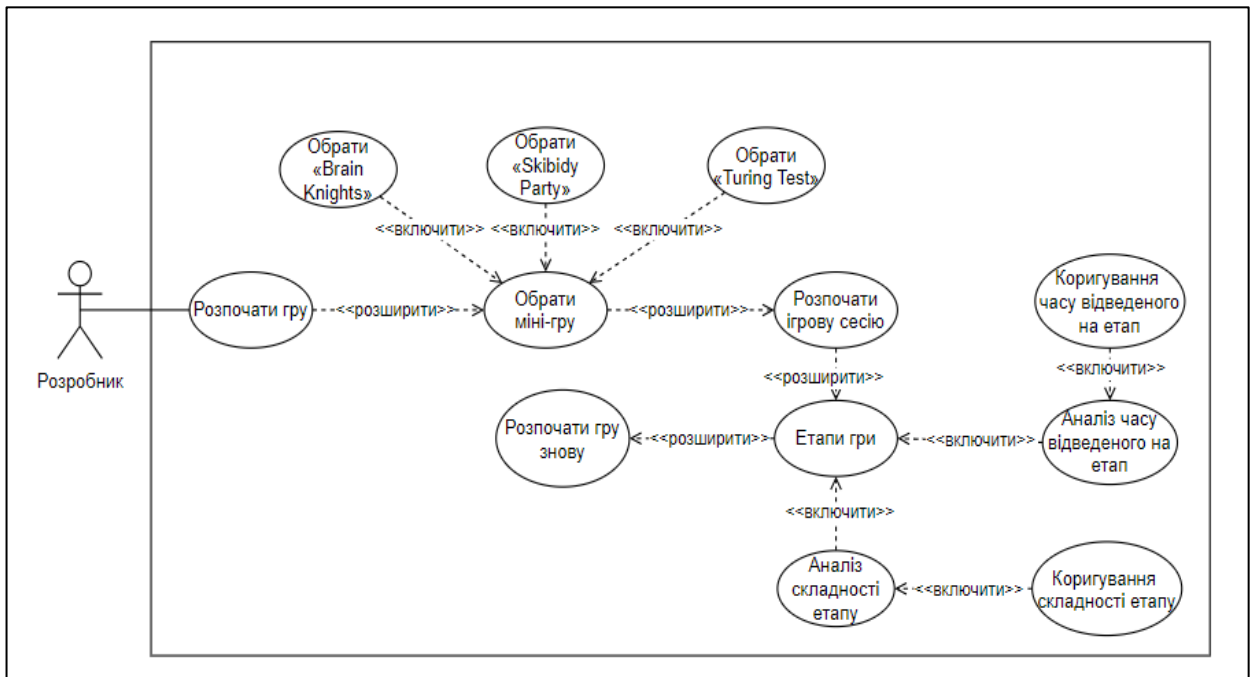 Обрати
«Brain
Knights»
Обрати
«Skibidy
Party»
Обрати
«Turing Test»
<<включити>>
<<включити>>
<<включити>>
Розпочати гру
<<розширити>>
Обрати
міні-гру
<<розширити>>
Розпочати
ігрову сесію
Коригування
часу відведеного
на етап
Розробник
<<розширити>>
<<включити>>
Розпочати гру
знову
<<розширити>>
Етапи гри
<<включити>>
Аналіз часу
відведеного на
етап
<<включити>>
Аналіз
складності
етапу
<<включити>>
Коригування
складності етапу